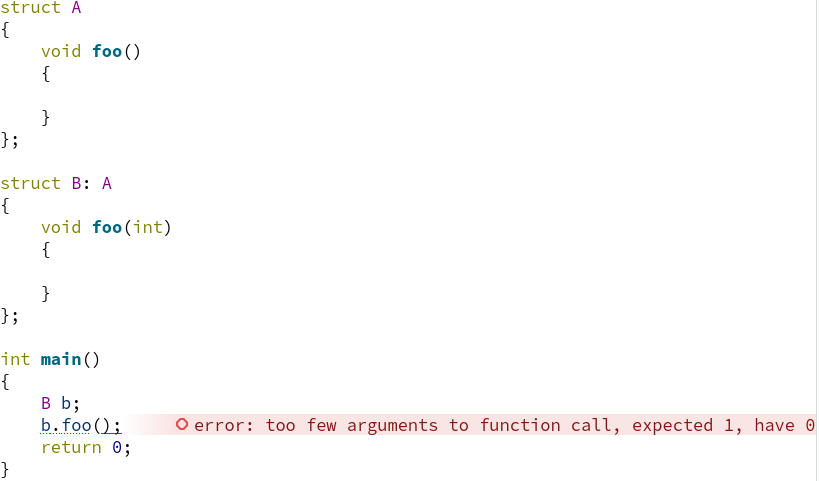 struct A
{
    void foo()
    {

    }
};

struct B: A
{
    void foo(int)
    {

    }
};

int main()
{
    B b;
    b.foo(); error: too few arguments to function call, expected 1, have 0
    return 0;
}